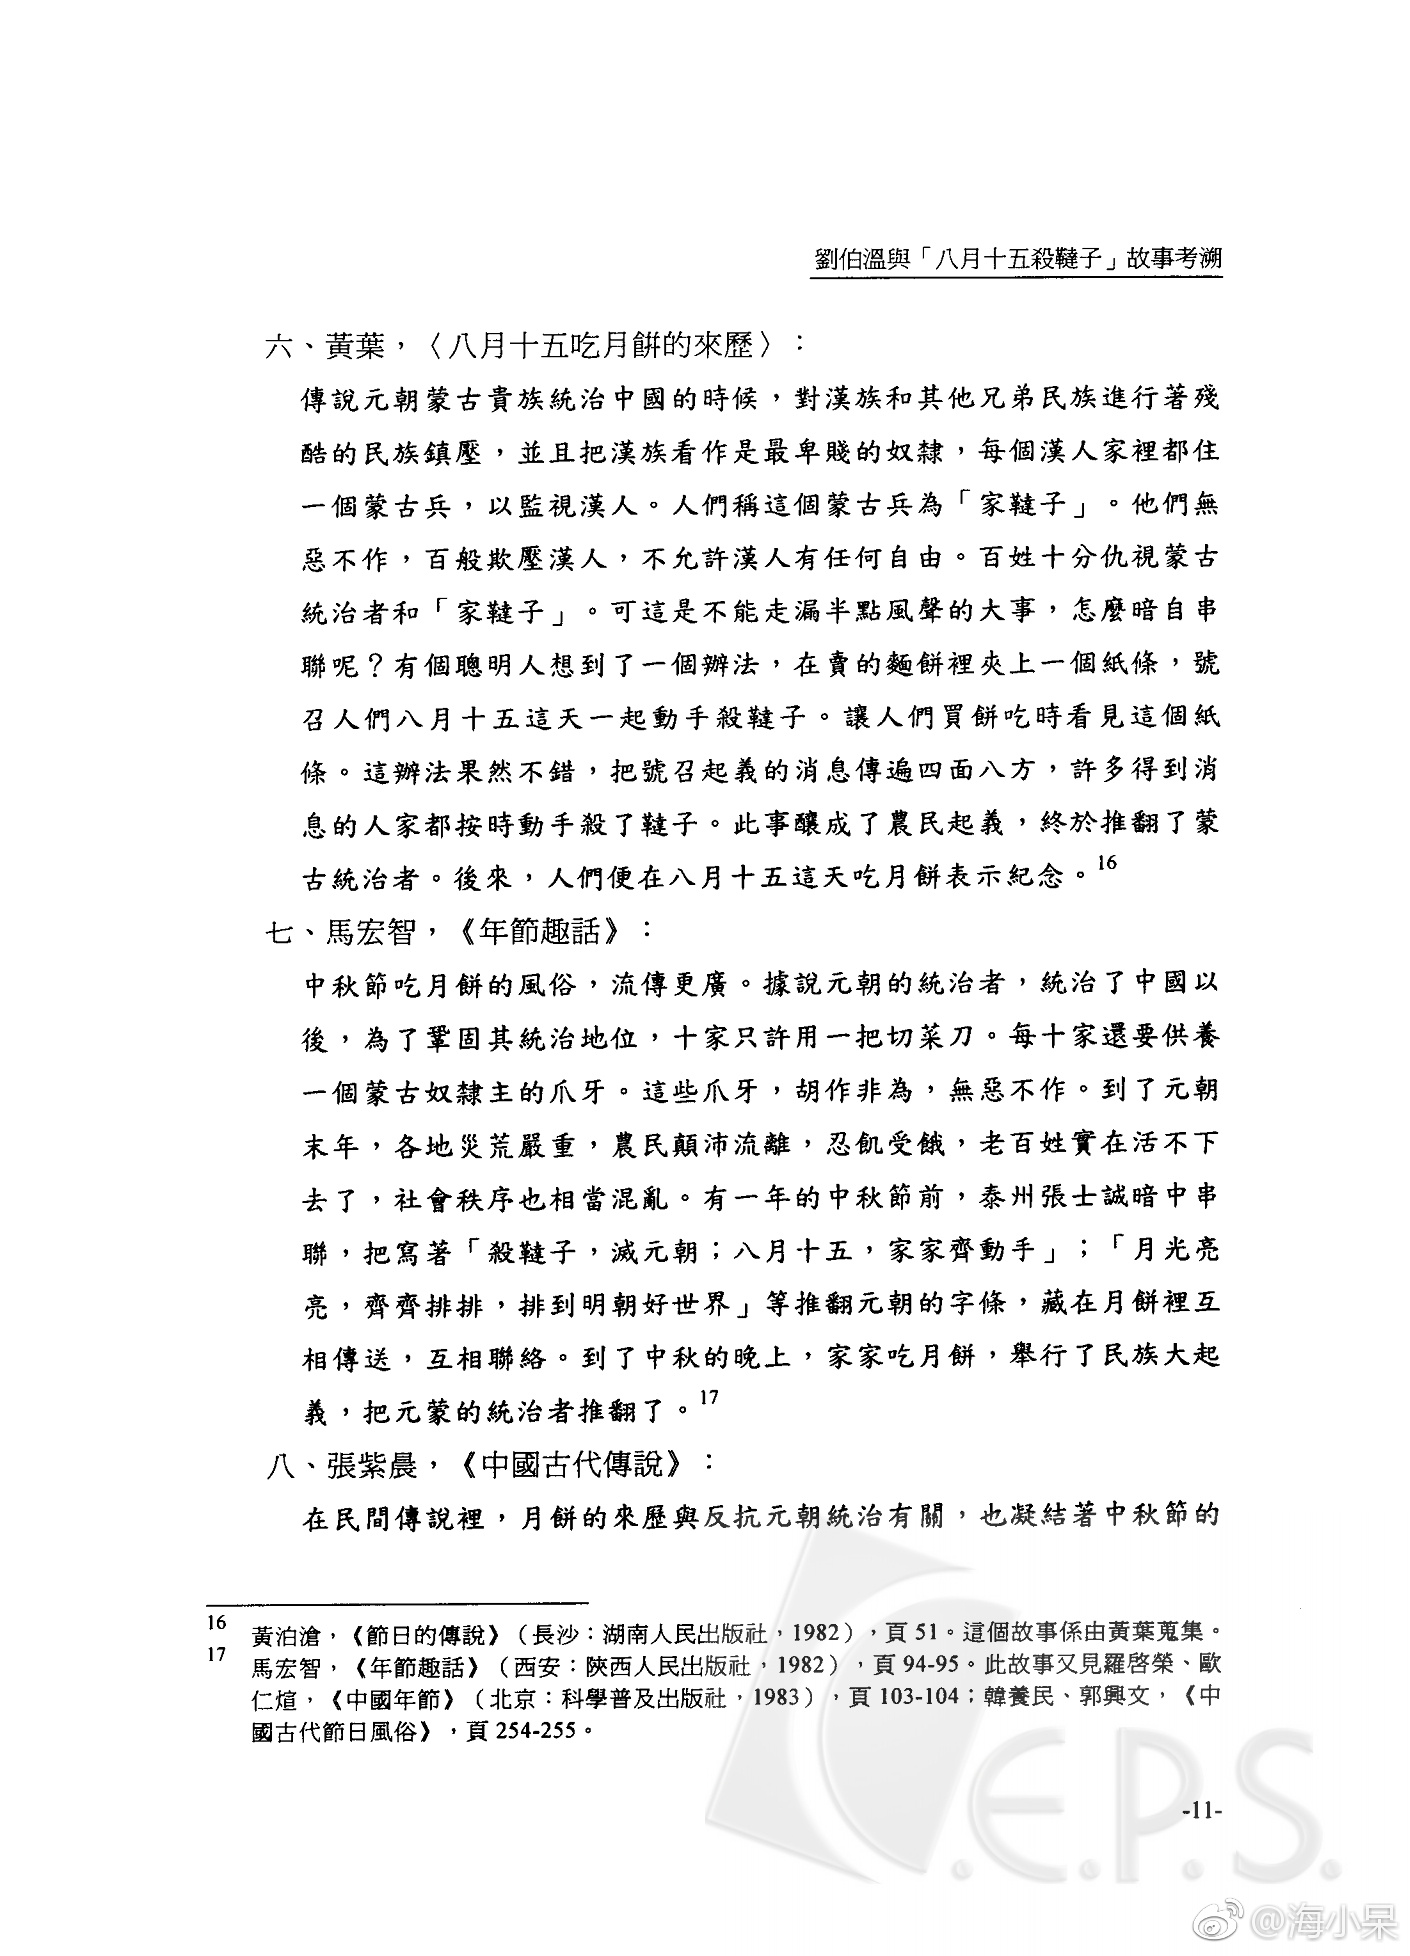 劉伯溫與「八月十五殺韃子」故事考溯
六、黃葉，〈八月十五吃月餅的來歷〉：
傳說元朝蒙古貴族統治中國的時候，對漢族和其他兄弟民族進行著殘
酷的民族鎮壓，並且把漢族看作是最卑賤的奴隸，每個漢人家裡都住
一個蒙古兵，以監視漢人。人們稱這個蒙古兵為「家韃子」。他們無
惡不作，百般欺壓漢人，不允許漢人有任何自由。百姓十分仇視蒙古
統治者和「家韃子」。可這是不能走漏半點風聲的大事，怎麼暗自串
聯呢？有個聰明人想到了一個辦法，在賣的麵餅裡夾上一個紙條，號
召人們八月十五這天一起動手殺韃子。讓人們買餅吃時看見這個紙
條。這辦法果然不錯，把號召起義的消息傳遍四面八方，許多得到消
息的人家都按時動手殺了韃子。此事釀成了農民起義，終於推翻了蒙
古統治者。後來，人們便在八月十五這天吃月餅表示紀念。16
七、馬宏智，《年節趣話》：
中秋節吃月餅的風俗，流傳更廣。據說元朝的統治者，統治了中國以
後，為了鞏固其統治地位，十家只許用一把切菜刀。每十家還要供養
一個蒙古奴隸主的爪牙。這些爪牙，胡作非為，無惡不作。到了元朝
末年，各地災荒嚴重，農民顛沛流離，忍飢受餓，老百姓實在活不下
去了，社會秩序也相當混亂。有一年的中秋節前，泰州張士誠暗中串
聯，把寫著「殺韃子，滅元朝；八月十五，家家齊動手」；「月光亮
亮，齊齊排排，排到明朝好世界」等推翻元朝的字條，藏在月餅裡互
相傳送，互相聯絡。到了中秋的晚上，家家吃月餅，舉行了民族大起
義，把元蒙的統治者推翻了。17
八、張紫晨，《中國古代傳說》：
在民間傳說裡，月餅的來歷與反抗元朝統治有關，也凝結著中秋節的
16 黃泊滄，《節日的傳說》（長沙：湖南人民出版社，1982），頁 51。這個故事係由黃葉蒐集。
17 馬宏智，《年節趣話》（西安：陝西人民出版社，1982），頁 94-95。此故事又見羅啓榮、歐
仁煊，《中國年節》（北京：科學普及出版社，1983），頁 103-104；韓養民、郭興文，《中
國古代節日風俗》，頁 254-255。
C.E.P.S.
-11-
@海小呆